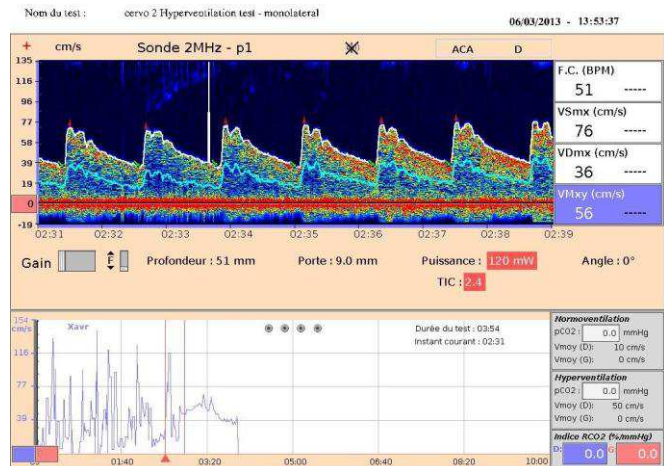 Nom du test : cervo 2 Hyperventilation test - monolateral
06/03/2013 - 13:53:37
+ cm/s Sonde 2MHz - p1 ACA D
135
116
96
77
58
39
19
0
-19
02:31 02:32 02:33 02:34 02:35 02:36 02:37 02:38 02:39
F.C. (BPM)
51 -----
VSmx (cm/s)
76 -----
VDmx (cm/s)
36 -----
VMxy (cm/s)
56 -----
Gain F Profondeur : 51 mm Porte : 9.0 mm Puissance : 120 mW Angle : 0°
TIC : 2.4
154
cm/s
116
77
39
Xavr
Durée du test : 03:54
Instant courant : 02:31
01:40 03:20 05:00 06:40 08:20 10:00
Normoventilation
pCO2 : 0.0 mmHg
Vmoy (D): 10 cm/s
Vmoy (G): 0 cm/s
Hyperventilation
pCO2 : 0.0 mmHg
Vmoy (D): 50 cm/s
Vmoy (G): 0 cm/s
Indice RCO2 (%/mmHg)
D: 0.0 G: 0.0